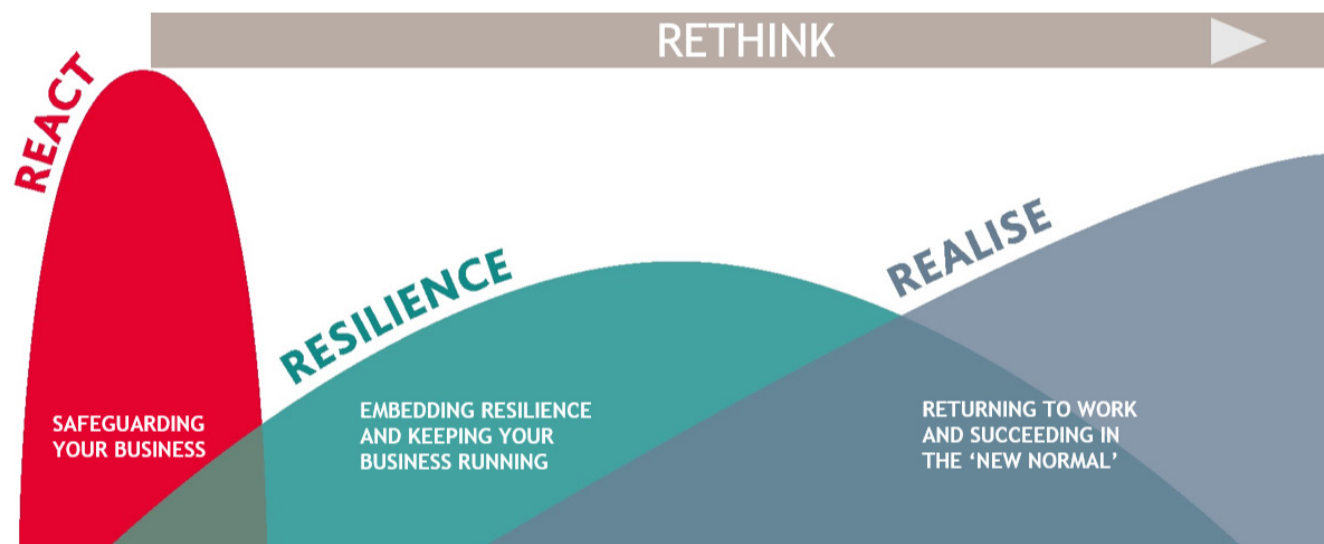 RETHINK
REACT
RESILIENCE
REALISE
SAFEGUARDING
YOUR BUSINESS
EMBEDDING RESILIENCE
AND KEEPING YOUR
BUSINESS RUNNING
RETURNING TO WORK
AND SUCCEEDING IN
THE ‘NEW NORMAL’